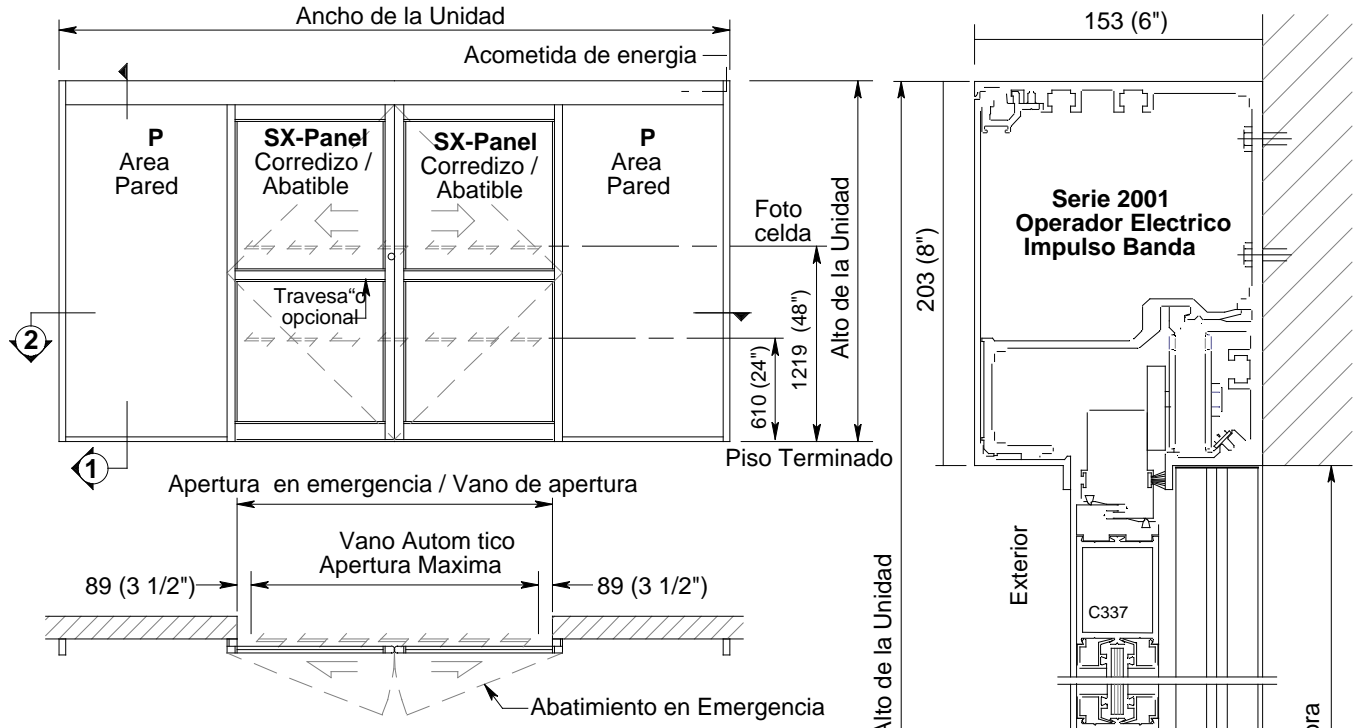 Ancho de la Unidad
Acometida de energia
P
Area
Pared
SX-Panel
Corredizo /
Abatible
SX-Panel
Corredizo /
Abatible
P
Area
Pared
Foto
celda
Travesa“o
opcional
610 (24")
1219 (48")
Alto de la Unidad
Piso Terminado
2
1
Apertura en emergencia / Vano de apertura
Vano Autom tico
Apertura Maxima
89 (3 1/2")
89 (3 1/2")
Abatimiento en Emergencia
153 (6")
203 (8")
Serie 2001
Operador Electrico
Impulso Banda
Exterior
C337
Alto de la Unidad